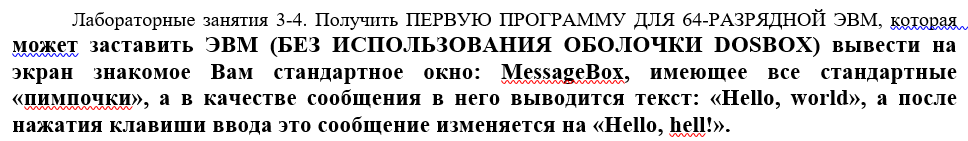 Лабораторные занятия 3-4. Получить ПЕРВУЮ ПРОГРАММУ ДЛЯ 64-РАЗРЯДНОЙ ЭВМ, которая
может заставить ЭВМ (БЕЗ ИСПОЛЬЗОВАНИЯ ОБОЛОЧКИ DOSBOX) вывести на
экран знакомое Вам стандартное окно: MessageBox, имеющее все стандартные
«пимпочки», а в качестве сообщения в него выводится текст: «Hello, world», а после
нажатия клавиши ввода это сообщение изменяется на «Hello, hell!».